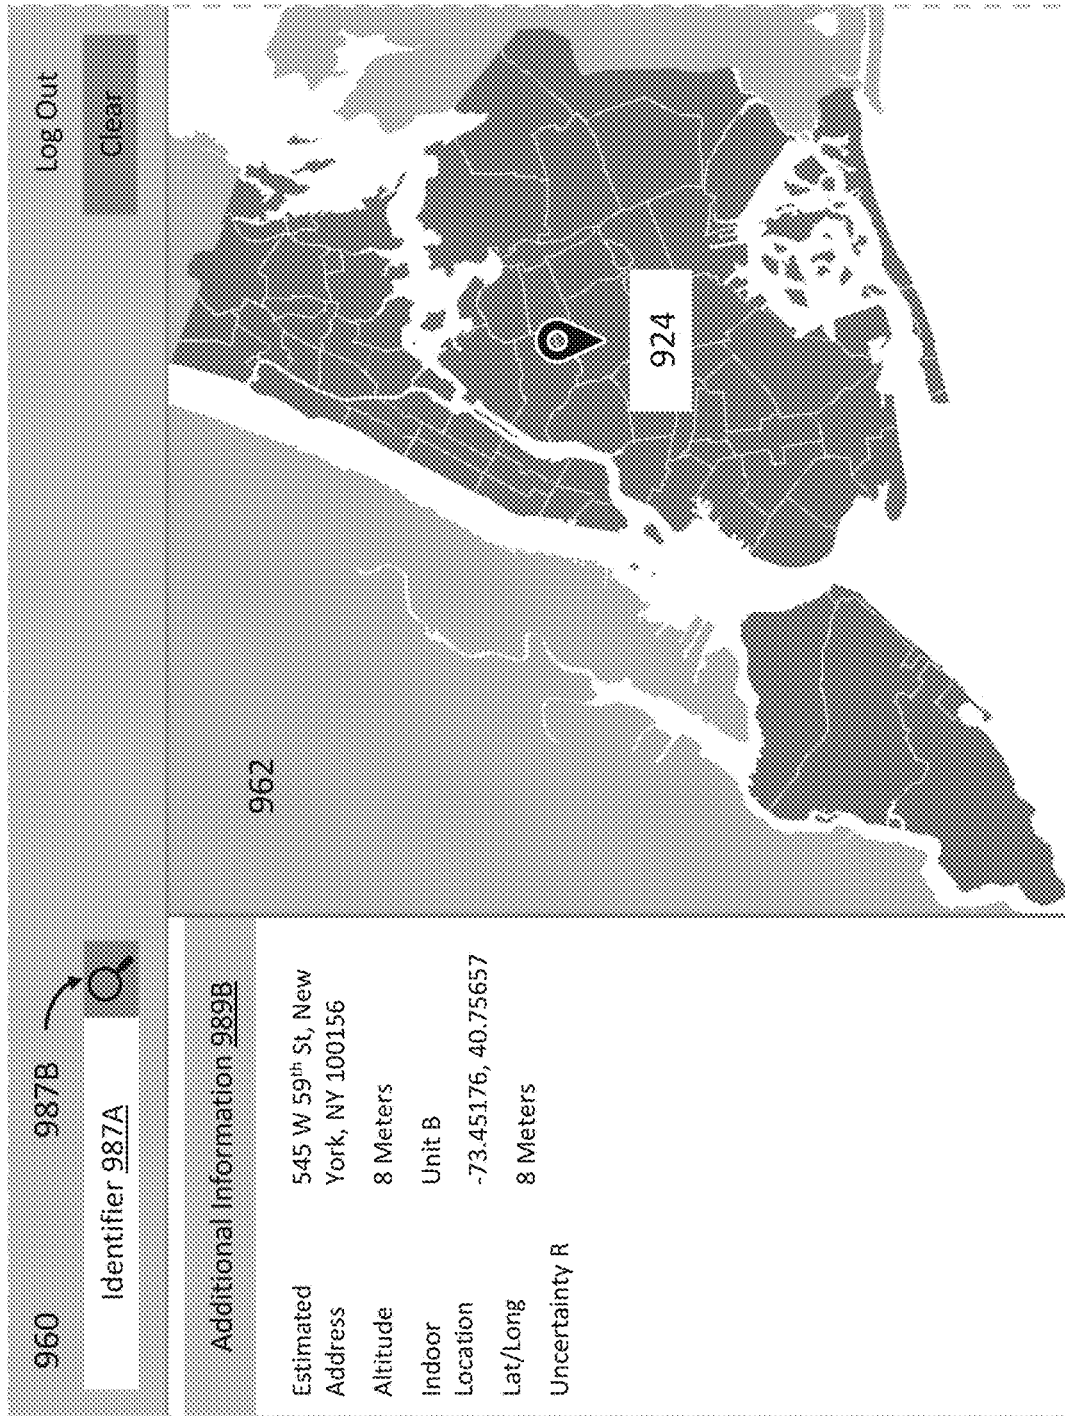 960
987B
Log Out
Identifier 987A
Clear
Additional Information 989B
962
924
Estimated
Address
545 W 59th St, New
York, NY 100156
Altitude
8 Meters
Indoor
Location
Unit B
Lat/Long
-73.45176, 40.75657
Uncertainty R
8 Meters